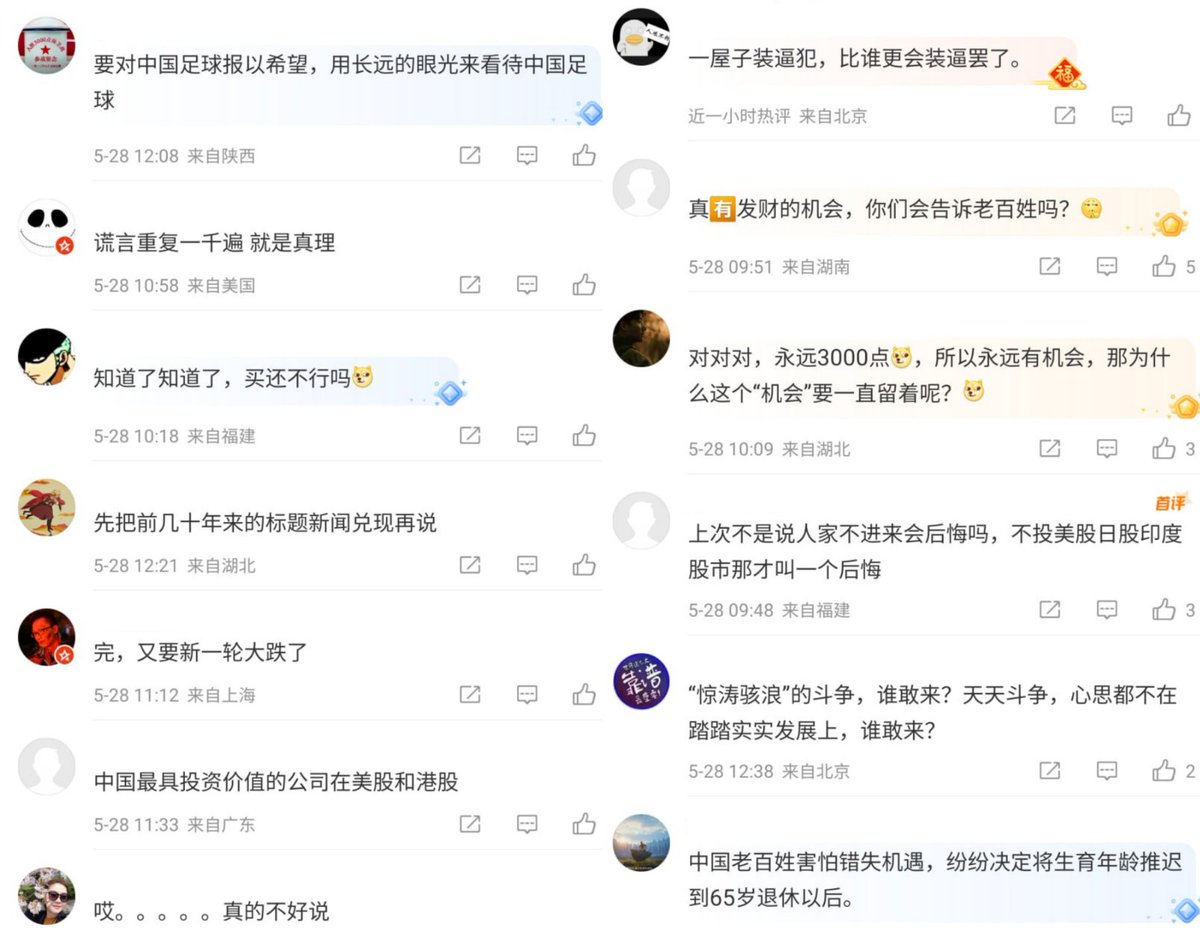 要对中国足球报以希望，用长远的眼光来看待中国足
球
5-28 12:08 来自陕西
谎言重复一千遍 就是真理
5-28 10:58 来自美国
知道了知道了，买还不行吗
5-28 10:18 来自福建
先把前几十年来的标题新闻兑现再说
5-28 12:21 来自湖北
完，又要新一轮大跌了
5-28 11:12 来自上海
中国最具投资价值的公司在美股和港股
5-28 11:33 来自广东
哎。。。。。真的不好说
一屋子装逼犯，比谁更会装逼罢了。
福
近一小时热评 来自北京
真有发财的机会，你们会告诉老百姓吗？
5-28 09:51 来自湖南
5
对对对，永远3000点，所以永远有机会，那为什
么这个“机会”要一直留着呢？
5-28 10:09 来自湖北
3
首评
上次不是说人家不进来会后悔吗，不投美股日股印度
股市那才叫一个后悔
5-28 09:48 来自福建
3
靠谱
“惊涛骇浪”的斗争，谁敢来？天天斗争，心思都不在
踏踏实实发展上，谁敢来？
5-28 12:38 来自北京
2
中国老百姓害怕错失机遇，纷纷决定将生育年龄推迟
到65岁退休以后。